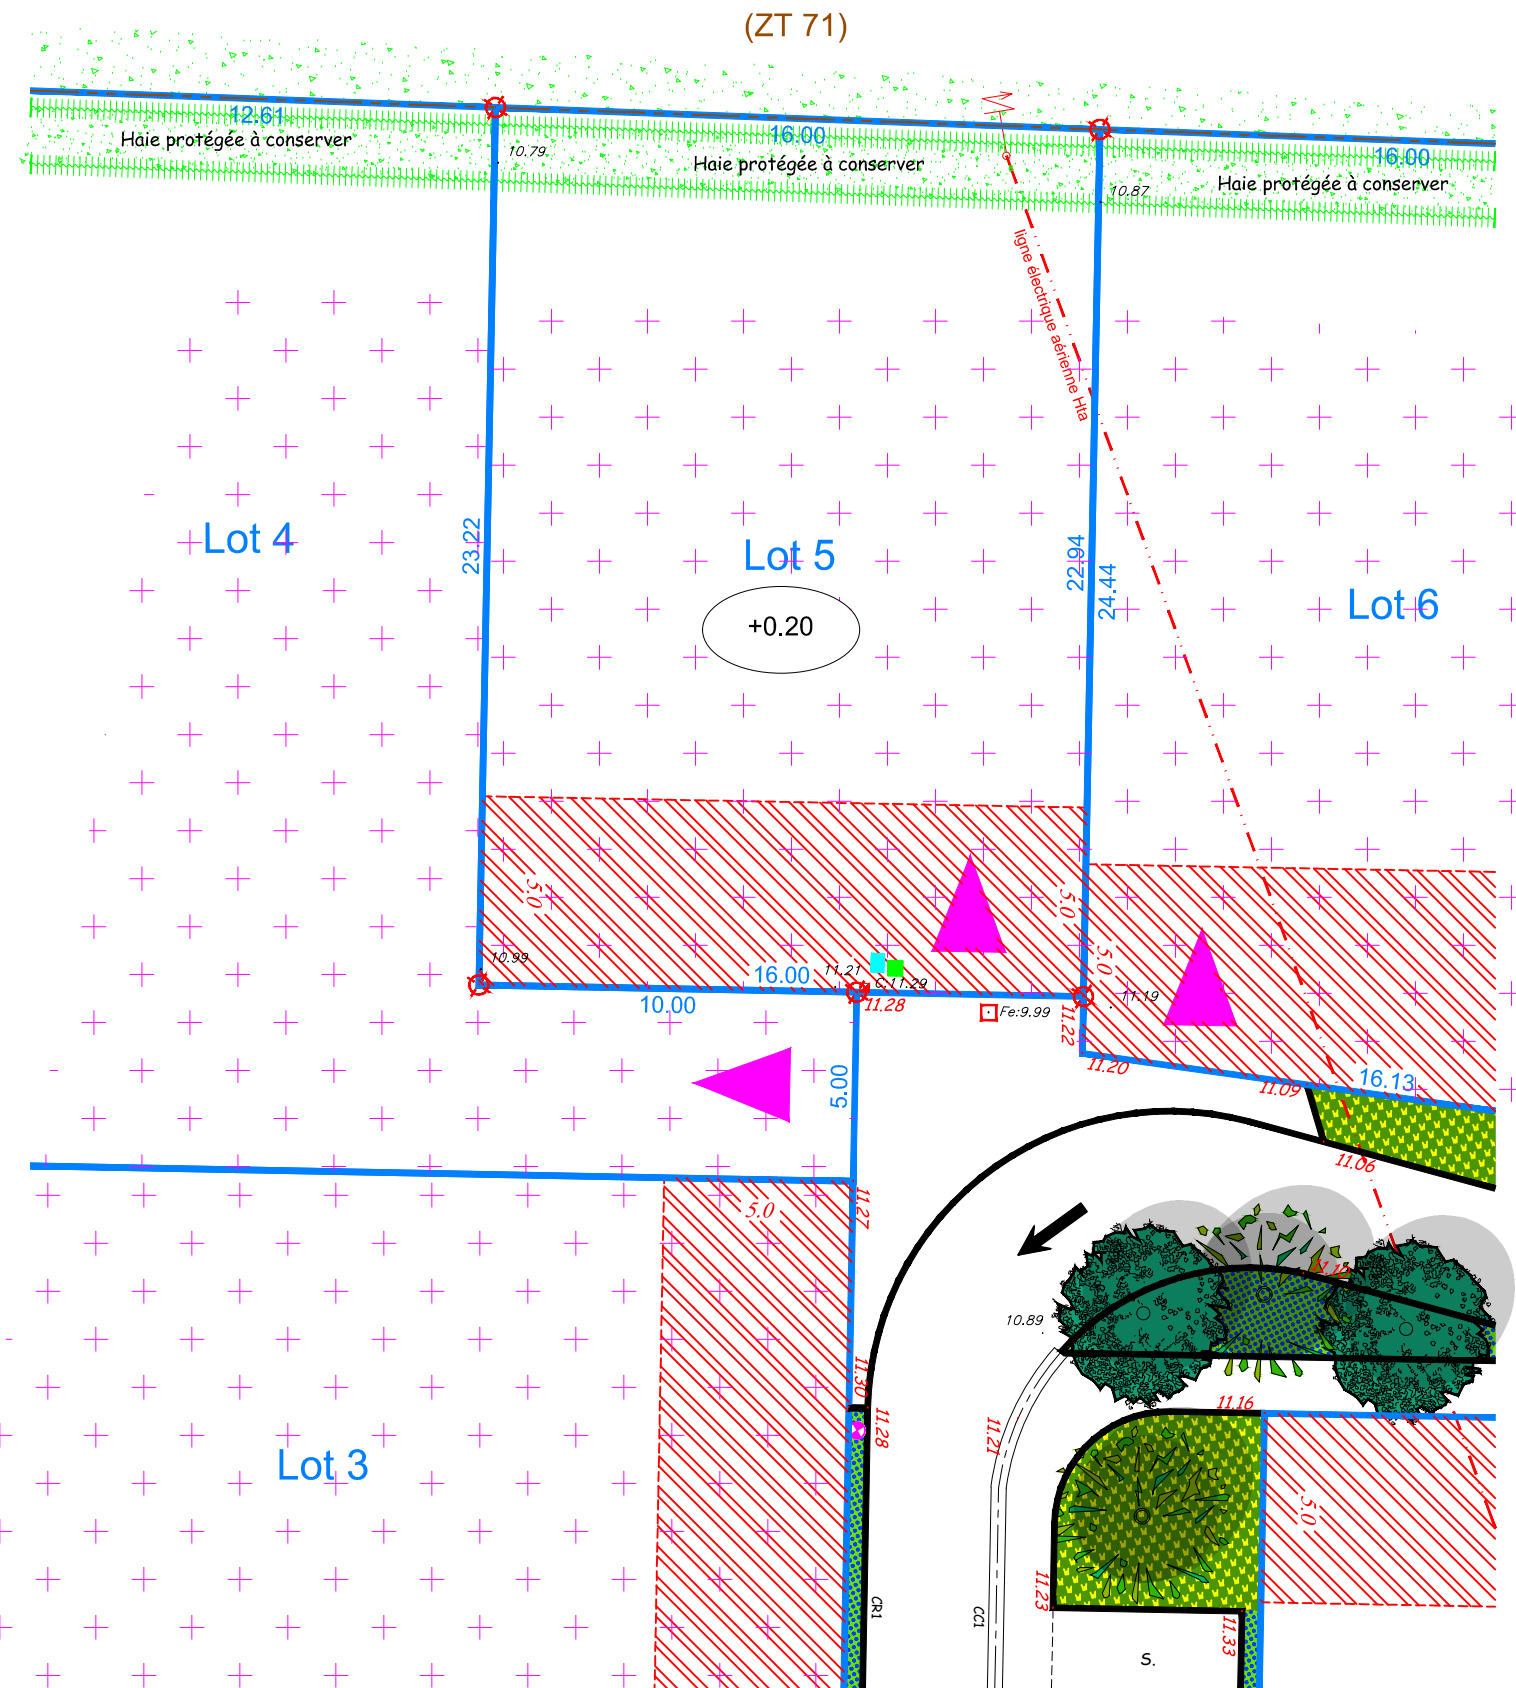 (ZT 71)
12.61
16.00
16.00
Haie protégée à conserver
Haie protégée à conserver
Haie protégée à conserver
10.79
10.87
ligne électrique aérienne Hta
Lot 4
23.22
Lot 5
+0.20
22.94
24.44
Lot 6
5.0
5.0
5.0
10.99
16.00
11.21
C:11.29
11.28
10.00
Fe:9.99
11.22
11.19
11.20
11.09
16.13
5.00
11.06
5.0
11.27
11.10
10.89
11.30
11.28
11.21
11.16
Lot 3
5.0
11.23
11.33
CR1
CC1
S.